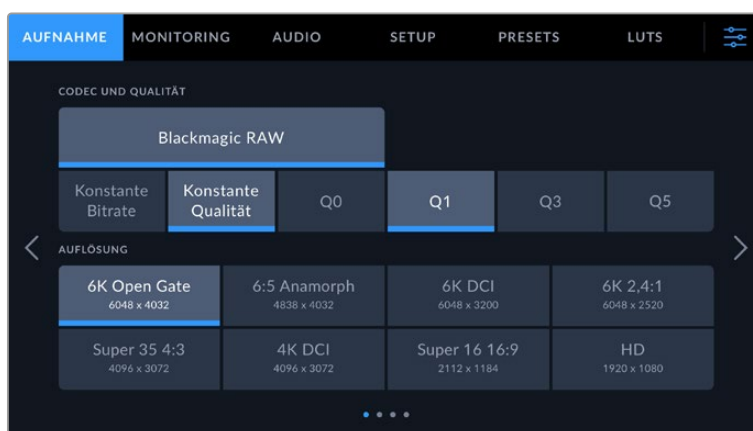 AUFNAHME MONITORING AUDIO SETUP PRESETS LUTS
CODEC UND QUALITÄT
Blackmagic RAW
Konstante Bitrate
Konstante Qualität
Q0
Q1
Q3
Q5
AUFLÖSUNG
6K Open Gate
6048 x 4032
6:5 Anamorph
4838 x 4032
6K DCI
6048 x 3200
6K 2,4:1
6048 x 2520
Super 35 4:3
4096 x 3072
4K DCI
4096 x 3072
Super 16 16:9
2112 x 1184
HD
1920 x 1080